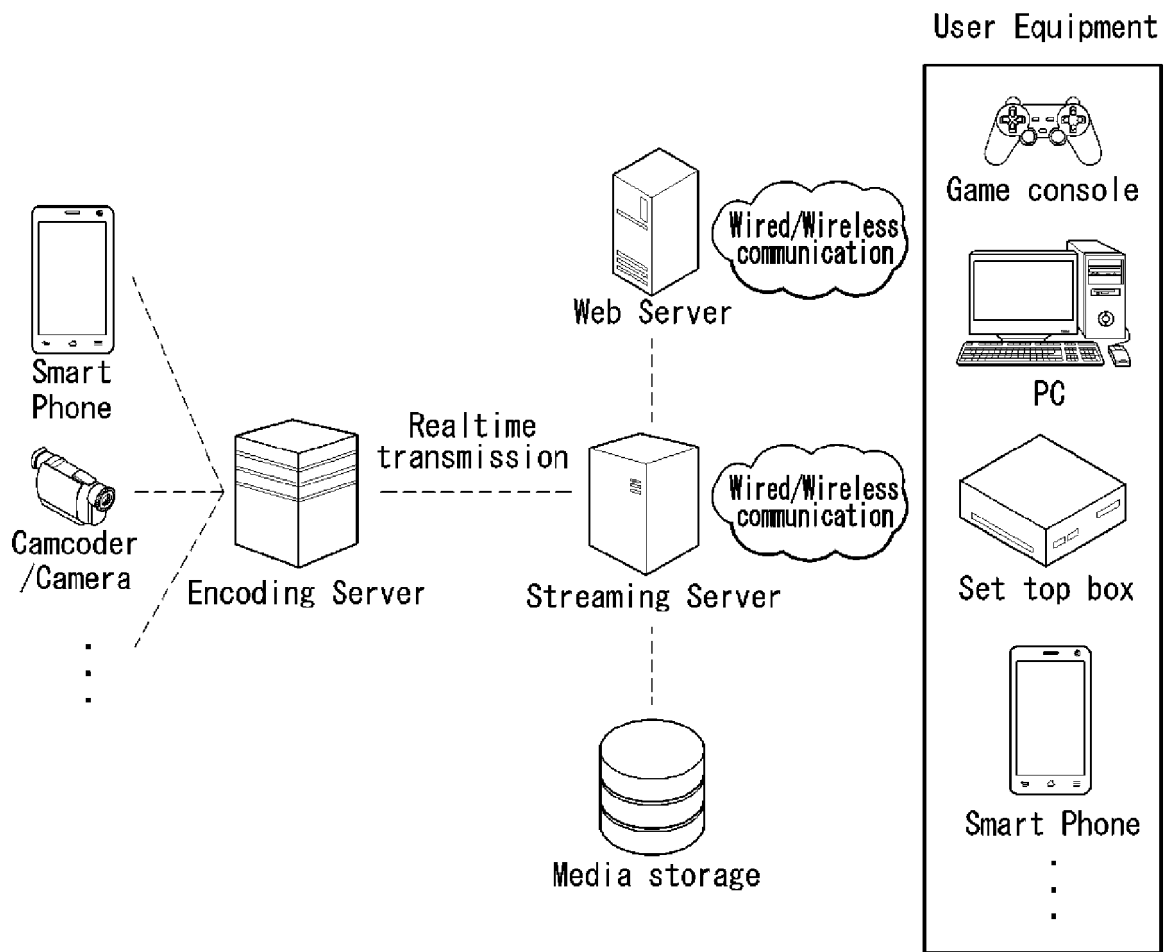 User Equipment
Game console
Wired/Wireless
communication
Web Server
PC
Smart
Phone
Realtime
transmission
Wired/Wireless
communication
Camcoder
/Camera
Encoding Server
Streaming Server
Set top box
Smart Phone
Media storage